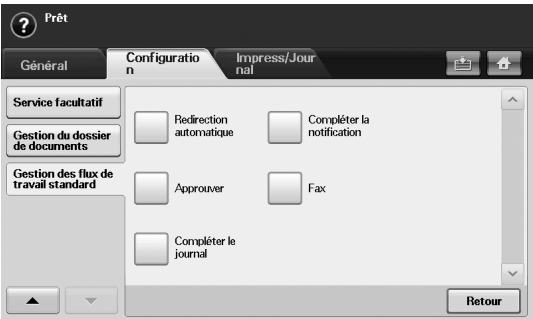 Prêt
Général
Configuratio
n
Impress/Jour
nal
Service facultatif
Gestion du dossier
de documents
Gestion des flux de
travail standard
Redirection
automatique
Compléter la
notification
Approuver
Fax
Compléter le
journal
Retour